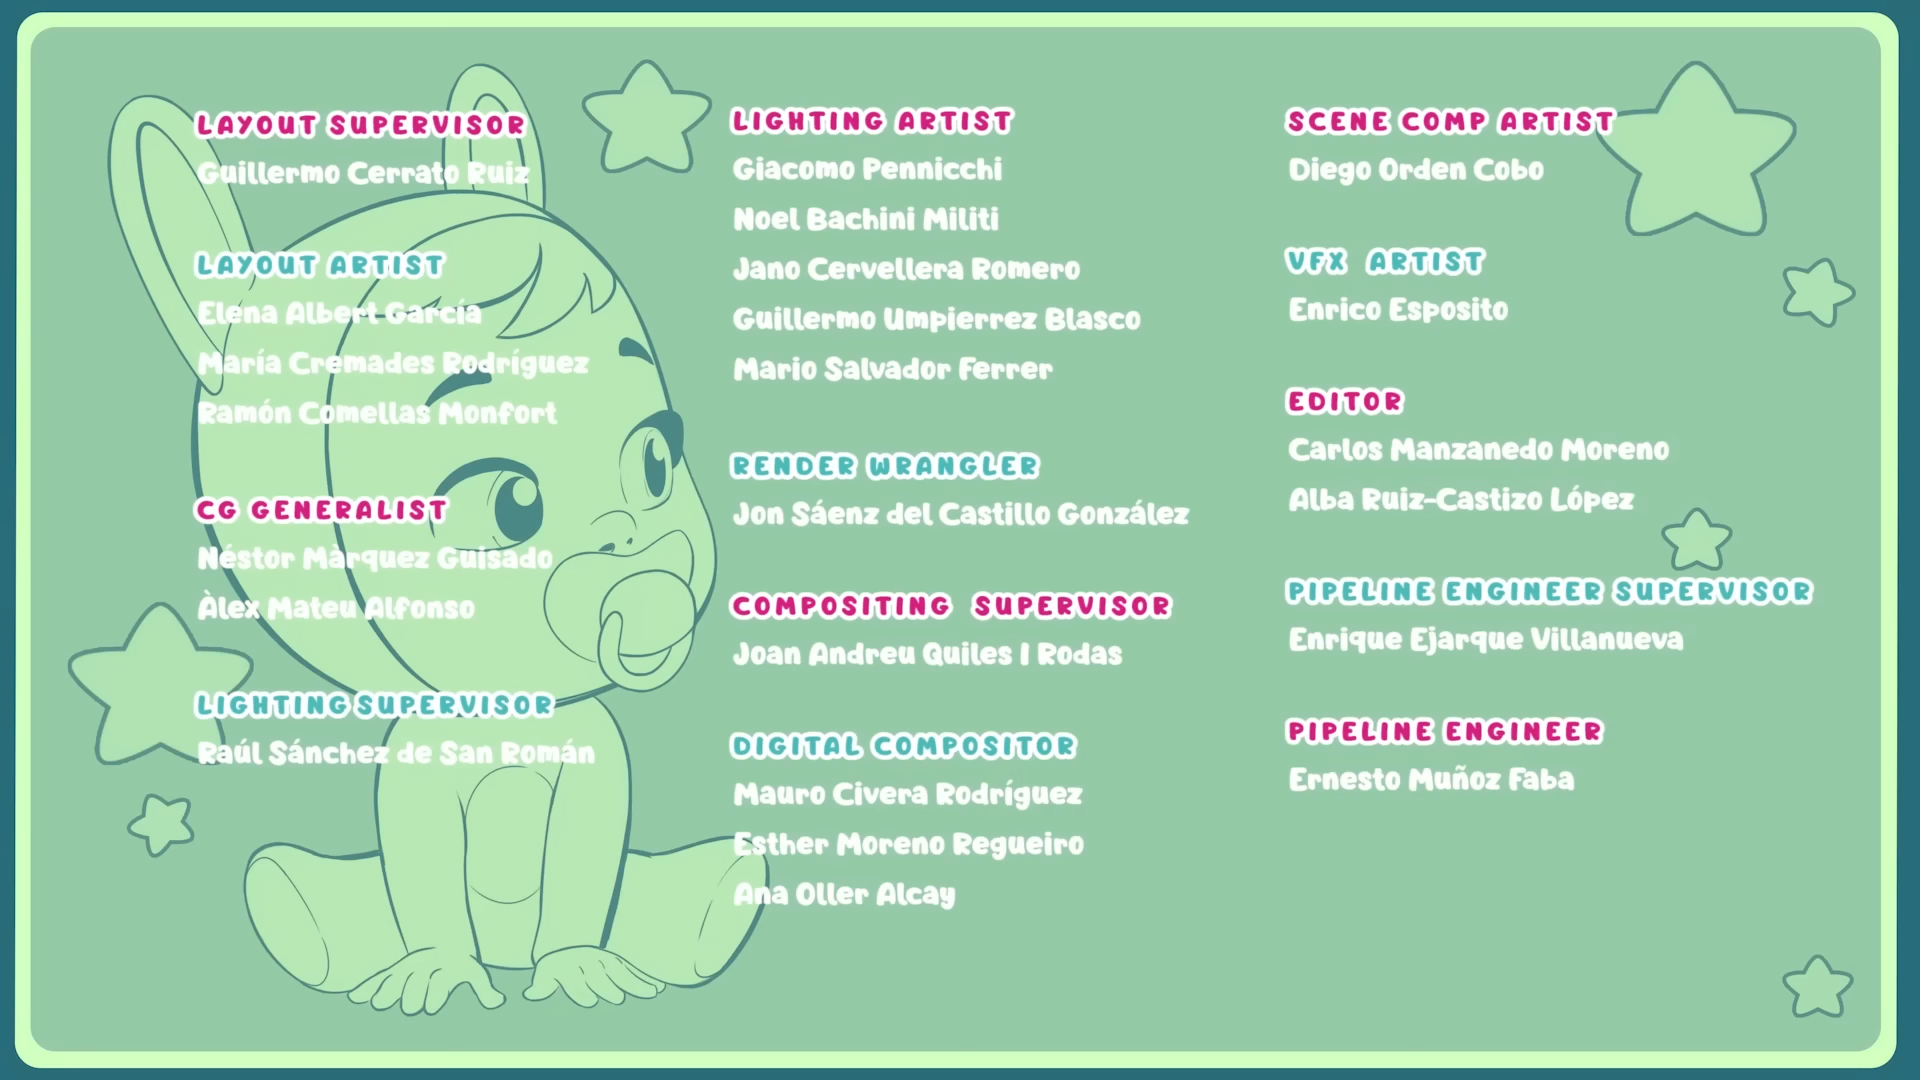 LAYOUT SUPERVISOR
Guillermo Cerrato Ruiz
LAYOUT ARTIST
Elena Albert García
María Cremades Rodríguez
Ramón Comellas Monfort
CG GENERALIST
Néstor Màrquez Guisado
Àlex Mateu Alfonso
LIGHTING SUPERVISOR
Raúl Sánchez de San Román
LIGHTING ARTIST
Giacomo Pennicchi
Noel Bachini Militi
Jano Cervellera Romero
Guillermo Umpierrez Blasco
Mario Salvador Ferrer
RENDER WRANGLER
Jon Sáenz del Castillo González
COMPOSITING SUPERVISOR
Joan Andreu Quiles I Rodas
DIGITAL COMPOSITOR
Mauro Civera Rodríguez
Esther Moreno Regueiro
Ana Oller Alcay
SCENE COMP ARTIST
Diego Orden Cobo
VFX ARTIST
Enrico Esposito
EDITOR
Carlos Manzanedo Moreno
Alba Ruiz-Castizo López
PIPELINE ENGINEER SUPERVISOR
Enrique Ejarque Villanueva
PIPELINE ENGINEER
Ernesto Muñoz Faba